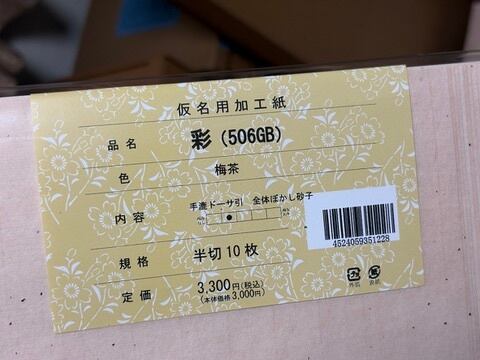 仮名用加工紙
品名 彩(506GB)
色 梅茶
内容 手漉ドーサ引 全体ぼかし砂子
規格 半切10枚
定価 3,300円(税込)
(本体価格3,000円)
4524059351228
外装 表紙